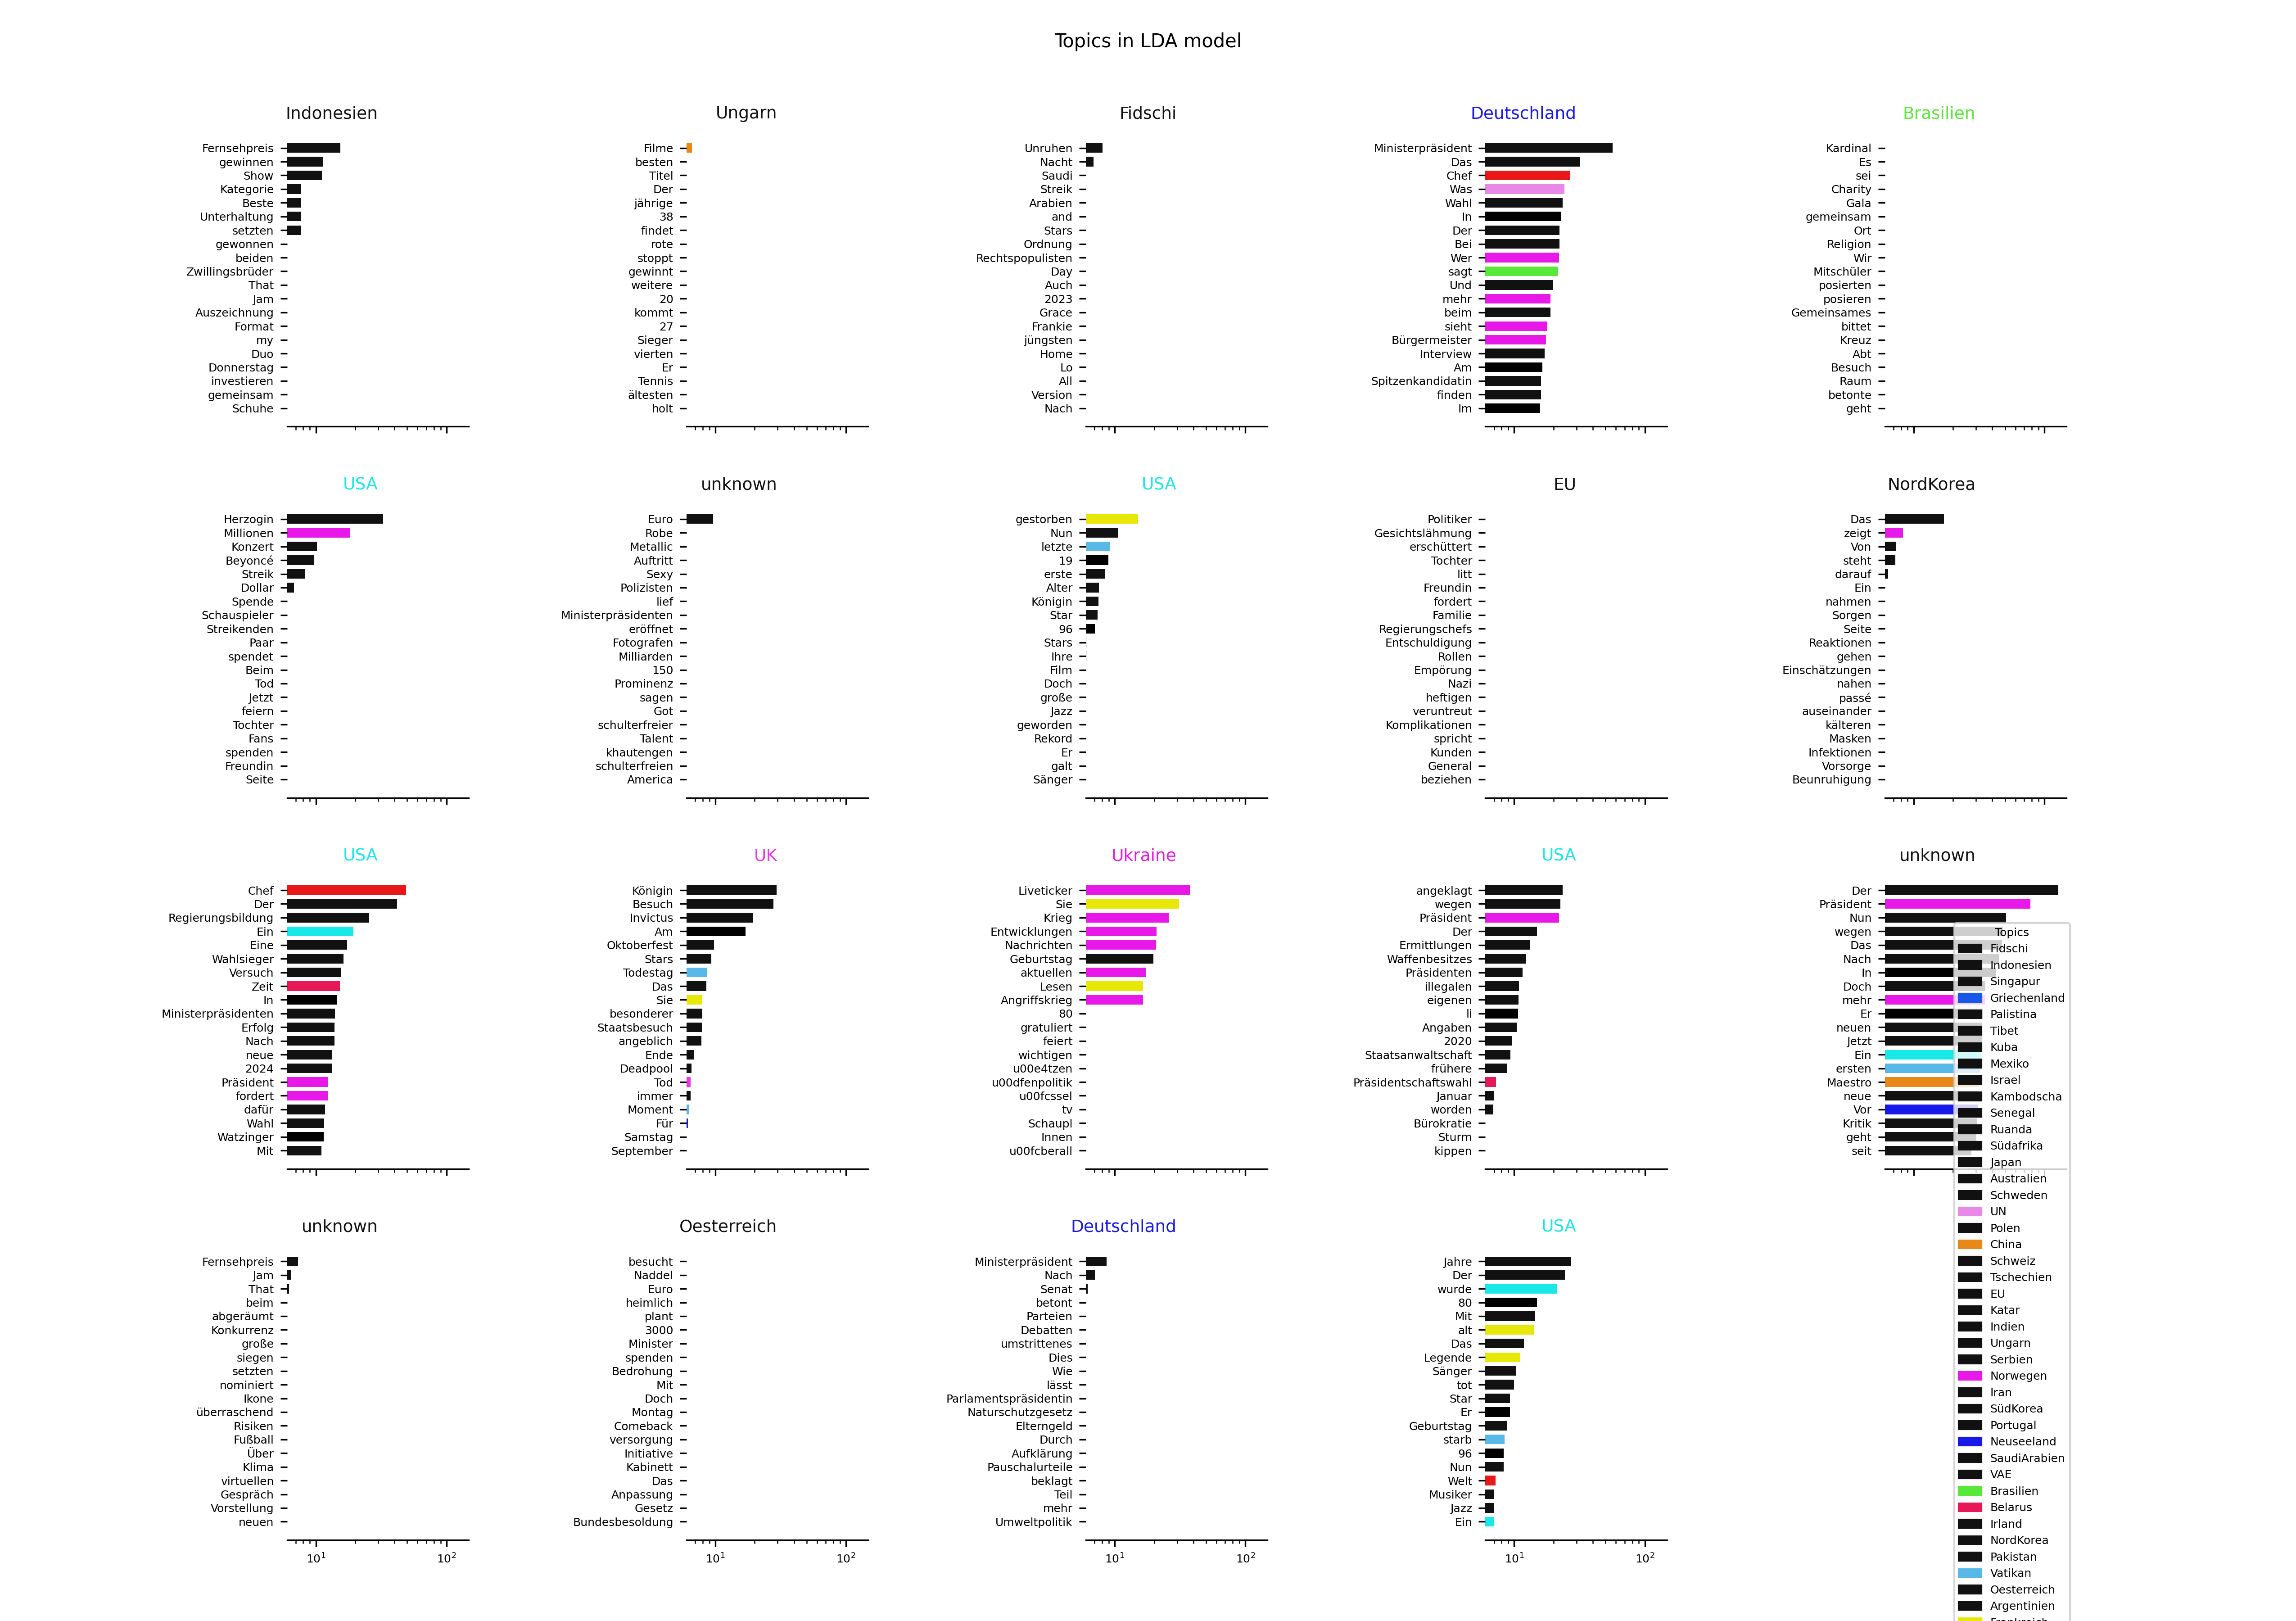 Topics in LDA model
Indonesien
Fernsehpreis
gewinnen
Show
Kategorie
Beste
Unterhaltung
setzten
gewonnen
beiden
Zwillingsbrüder
That
Jam
Auszeichnung
Format
my
Duo
Donnerstag
investieren
gemeinsam
Schuhe
Ungarn
Filme
besten
Titel
Der
jährige
38
findet
rote
stoppt
gewinnt
weitere
20
kommt
27
Sieger
vierten
Er
Tennis
ältesten
holt
Fidschi
Unruhen
Nacht
Saudi
Streik
Arabien
and
Stars
Ordnung
Rechtspopulisten
Day
Auch
2023
Grace
Frankie
jüngsten
Home
Lo
All
Version
Nach
Deutschland
Ministerpräsident
Das
Chef
Was
Wahl
In
Der
Bei
Wer
sagt
Und
mehr
beim
sieht
Bürgermeister
Interview
Am
Spitzenkandidatin
finden
Im
Brasilien
Kardinal
Es
sei
Charity
Gala
gemeinsam
Ort
Religion
Wir
Mitschüler
posierten
posieren
Gemeinsames
bittet
Kreuz
Abt
Besuch
Raum
betonte
geht
USA
Herzogin
Millionen
Konzert
Beyoncé
Streik
Dollar
Spende
Schauspieler
Streikenden
Paar
spendet
Beim
Tod
Jetzt
feiern
Tochter
Fans
spenden
Freundin
Seite
unknown
Euro
Robe
Metallic
Auftritt
Sexy
Polizisten
lief
Ministerpräsidenten
eröffnet
Fotografen
Milliarden
150
Prominenz
sagen
Got
schulterfreier
Talent
khautengen
schulterfreien
America
USA
gestorben
Nun
letzte
19
erste
Alter
Königin
Star
96
Stars
Ihre
Film
Doch
große
Jazz
geworden
Rekord
Er
galt
Sänger
EU
Politiker
Gesichtslähmung
erschüttert
Tochter
litt
Freundin
fordert
Familie
Regierungschefs
Entschuldigung
Rollen
Empörung
Nazi
heftigen
veruntreut
Komplikationen
spricht
Kunden
General
beziehen
NordKorea
Das
zeigt
Von
steht
darauf
Ein
nahmen
Sorgen
Seite
Reaktionen
gehen
Einschätzungen
nahen
passé
auseinander
kälteren
Masken
Infektionen
Vorsorge
Beunruhigung
USA
Chef
Der
Regierungsbildung
Ein
Eine
Wahlsieger
Versuch
Zeit
In
Ministerpräsidenten
Erfolg
Nach
neue
2024
Präsident
fordert
dafür
Wahl
Watzinger
Mit
UK
Königin
Besuch
Invictus
Am
Oktoberfest
Stars
Todestag
Das
Sie
besonderer
Staatsbesuch
angeblich
Ende
Deadpool
Tod
immer
Moment
Für
Samstag
September
Ukraine
Liveticker
Sie
Krieg
Entwicklungen
Nachrichten
Geburtstag
aktuellen
Lesen
Angriffskrieg
80
gratuliert
feiert
wichtigen
u00e4tzen
u00dfenpolitik
u00fcssel
tv
Schaupl
Innen
u00fcberall
USA
angeklagt
wegen
Präsident
Der
Ermittlungen
Waffenbesitzes
Präsidenten
illegalen
eigenen
li
Angaben
2020
Staatsanwaltschaft
frühere
Präsidentschaftswahl
Januar
worden
Bürokratie
Sturm
kippen
unknown
Der
Präsident
Nun
wegen
Das
Nach
In
Doch
mehr
Er
neuen
Jetzt
Ein
ersten
Maestro
neue
Vor
Kritik
geht
seit
unknown
Fernsehpreis
Jam
That
beim
abgeräumt
Konkurrenz
große
siegen
setzten
nominiert
Ikone
überraschend
Risiken
Fußball
Über
Klima
virtuellen
Gespräch
Vorstellung
neuen
10¹ 10²
Oesterreich
besucht
Naddel
Euro
heimlich
plant
3000
Minister
spenden
Bedrohung
Mit
Doch
Montag
Comeback
versorgung
Initiative
Kabinett
Das
Anpassung
Gesetz
Bundesbesoldung
10¹ 10²
Deutschland
Ministerpräsident
Nach
Senat
betont
Parteien
Debatten
umstrittenes
Dies
Wie
lässt
Parlamentspräsidentin
Naturschutzgesetz
Elterngeld
Durch
Aufklärung
Pauschalurteile
beklagt
Teil
mehr
Umweltpolitik
10¹ 10²
USA
Jahre
Der
wurde
80
Mit
alt
Das
Legende
Sänger
tot
Star
Er
Geburtstag
starb
96
Nun
Welt
Musiker
Jazz
Ein
10¹ 10²
Topics
Fidschi
Indonesien
Singapur
Griechenland
Palistina
Tibet
Kuba
Mexiko
Israel
Kambodscha
Senegal
Ruanda
Südafrika
Japan
Australien
Schweden
UN
Polen
China
Schweiz
Tschechien
EU
Katar
Indien
Ungarn
Serbien
Norwegen
Iran
SüdKorea
Portugal
Neuseeland
SaudiArabien
VAE
Brasilien
Belarus
Irland
NordKorea
Pakistan
Vatikan
Oesterreich
Argentinien